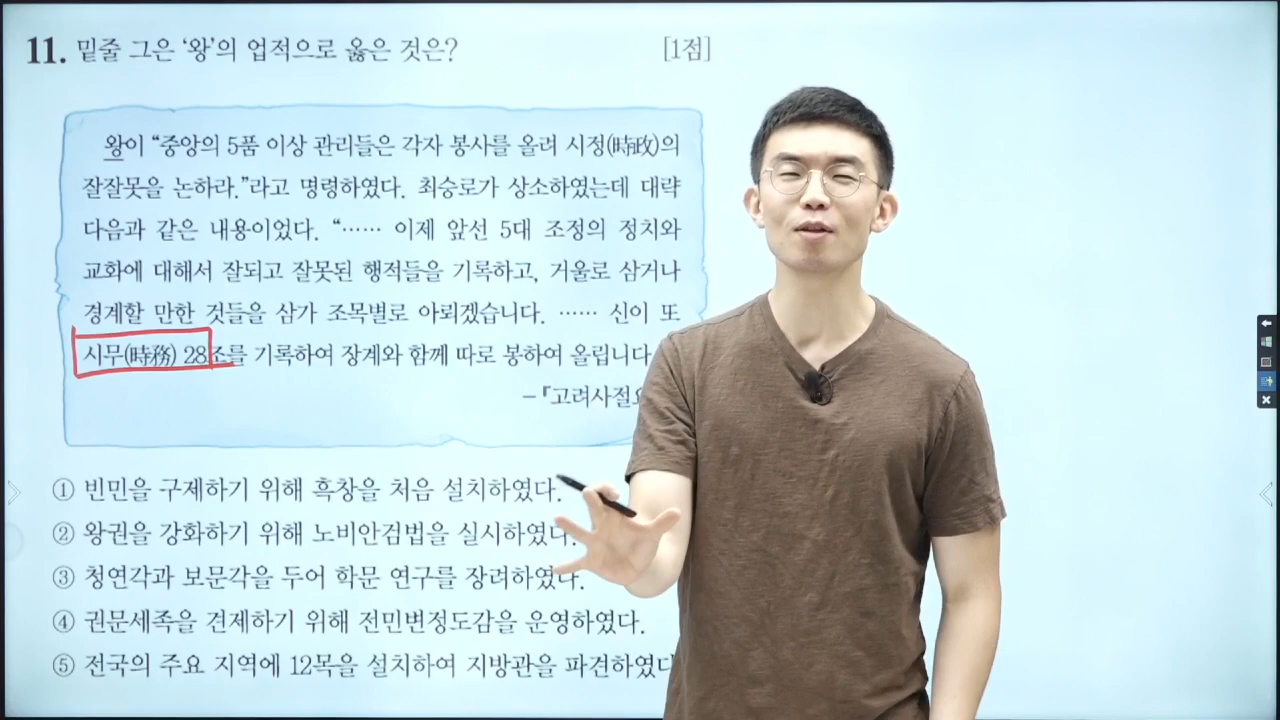 11. 밑줄 그은 ‘왕’의 업적으로 옳은 것은? [1점]
왕이 “중앙의 5품 이상 관리들은 각자 봉사를 올려 시정(時政)의
잘잘못을 논하라.”라고 명령하였다. 최승로가 상소하였는데 대략
다음과 같은 내용이었다. “…… 이제 앞선 5대 조정의 정치와
교화에 대해서 잘되고 잘못된 행적들을 기록하고, 거울로 삼거나
경계할 만한 것들을 삼가 조목별로 아뢰겠습니다. …… 신이 또
시무(時務) 28조를 기록하여 장계와 함께 따로 봉하여 올립니다
－『고려사절요
① 빈민을 구제하기 위해 흑창을 처음 설치하였다.
② 왕권을 강화하기 위해 노비안검법을 실시하였다.
③ 청연각과 보문각을 두어 학문 연구를 장려하였다.
④ 권문세족을 견제하기 위해 전민변정도감을 운영하였다.
⑤ 전국의 주요 지역에 12목을 설치하여 지방관을 파견하였다